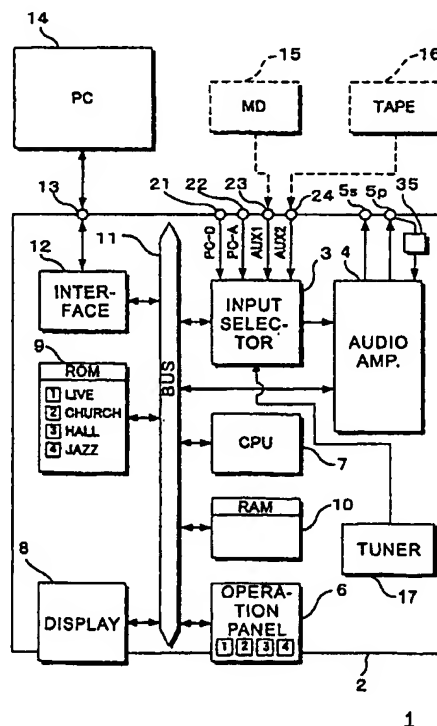 14
PC
15
MD
16
TAPE
13
21
22
23
24
5s
5p
35
11
PC-D
PC-A
AUX1
AUX2
3
4
12
INTER-
FACE
INPUT
SELEC-
TOR
AUDIO
AMP.
9
ROM
1 LIVE
2 CHURCH
3 HALL
4 JAZZ
BUS
CPU
7
RAM
10
TUNER
17
8
DISPLAY
OPERA-
TION
PANEL
1 2 3 4
6
2
1